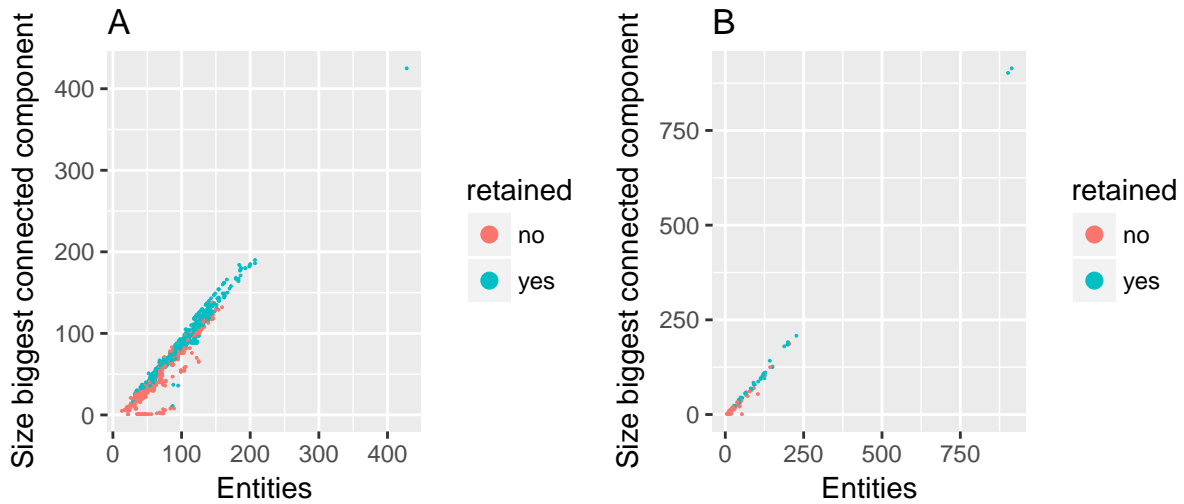 A
Size biggest connected component
400
300
200
100
0
0 100 200 300 400
Entities
retained
no
yes
B
Size biggest connected component
750
500
250
0
0 250 500 750
Entities
retained
no
yes